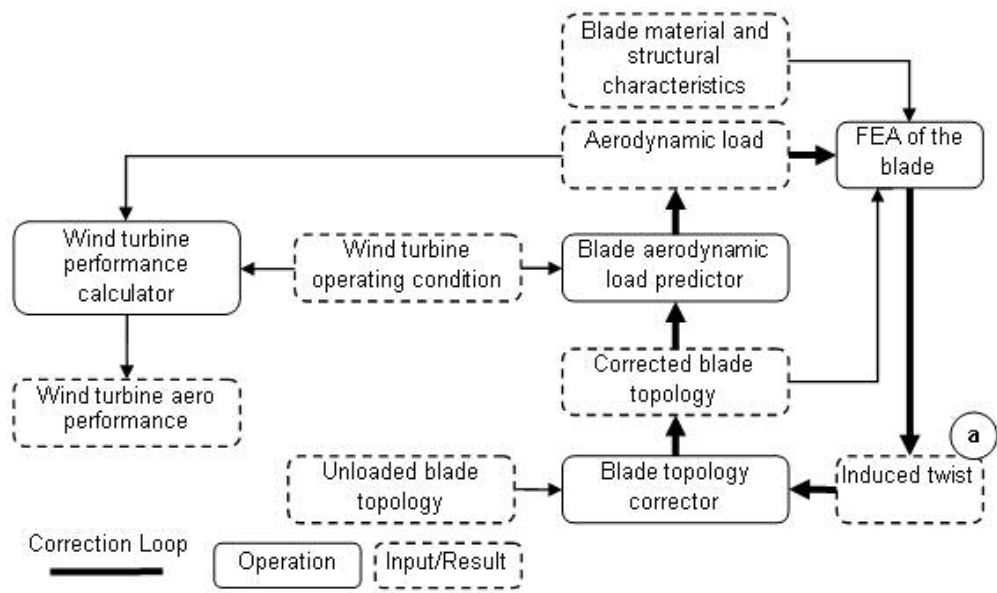 Blade material and
structural
characteristics
Aerodynamic load
FEA of the
blade
Wind turbine
performance
calculator
Wind turbine
operating condition
Blade aerodynamic
load predictor
Wind turbine aero
performance
Corrected blade
topology
a
Unloaded blade
topology
Blade topology
corrector
Induced twist
Correction Loop
Operation
Input/Result